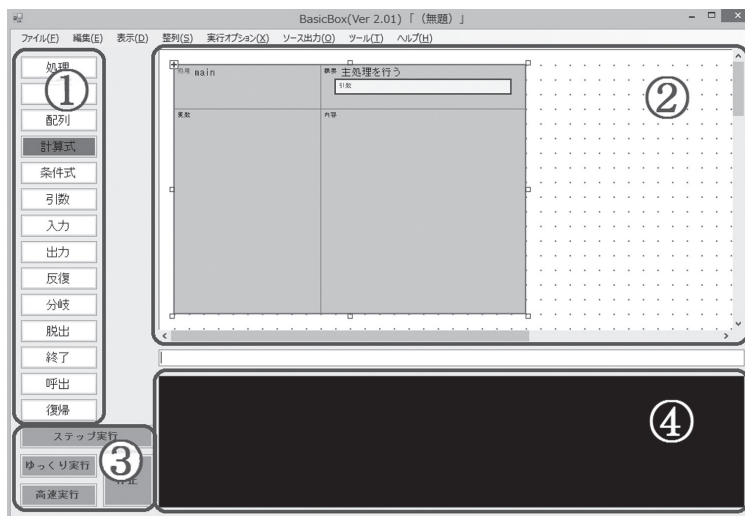 BasicBox(Ver 2.01)「（無題）」
ファイル(F) 編集(E) 表示(D) 整列(S) 実行オプション(X) ソース出力(O) ツール(T) ヘルプ(H)
処理
①
配列
計算式
条件式
引数
入力
出力
反復
分岐
脱出
終了
呼出
復帰
処理 main
概要 主処理を行う
引数
変数
内容
②
ステップ実行
ゆっくり実行
高速実行
③
④